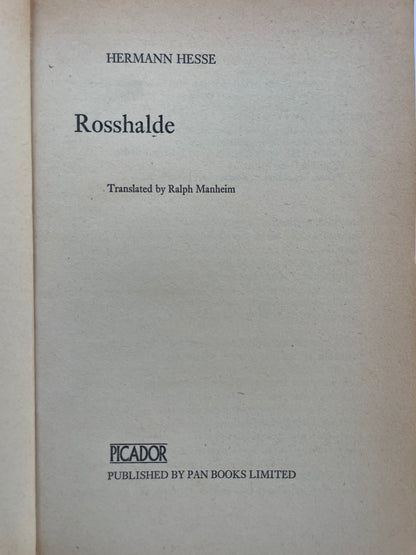 HERMANN HESSE
Rosshalde
Translated by Ralph Manheim
PICADOR
PUBLISHED BY PAN BOOKS LIMITED